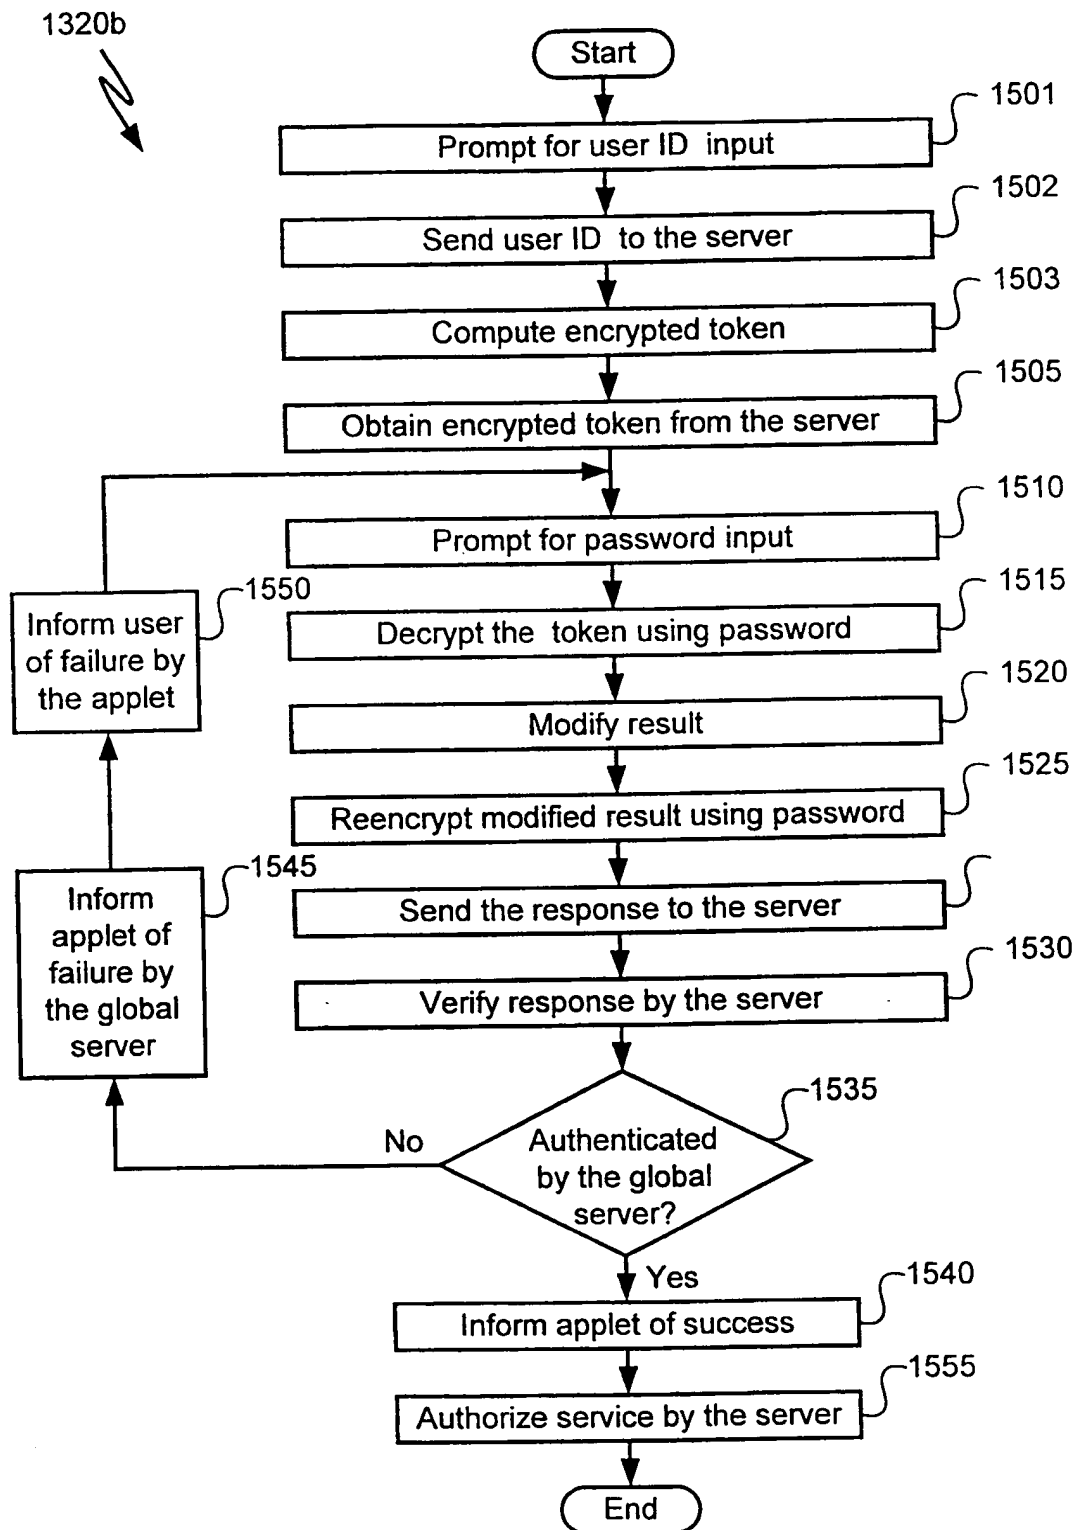 1320b
Start
1501
Prompt for user ID input
1502
Send user ID to the server
1503
Compute encrypted token
1505
Obtain encrypted token from the server
1510
Prompt for password input
1515
Decrypt the token using password
1520
Modify result
1525
Reencrypt modified result using password
Send the response to the server
1530
Verify response by the server
1535
Authenticated
by the global
server?
No
Yes
1545
Inform
applet of
failure by
the global
server
1550
Inform user
of failure by
the applet
1540
Inform applet of success
1555
Authorize service by the server
End